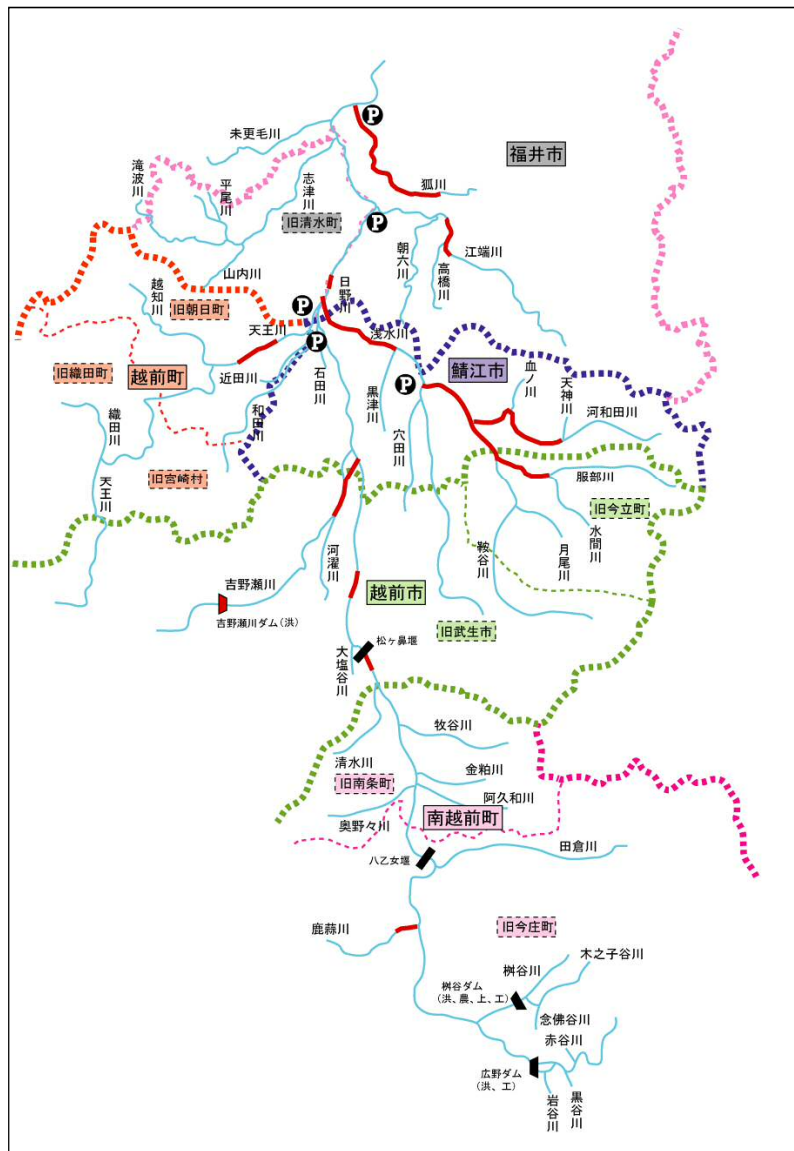 未更毛川
P
福井市
滝波川
平尾川
志津川
狐川
旧清水町
P
朝六川
高橋川
江端川
山内川
越知川
日野川
旧朝日町
P
天王川
浅水川
P
旧織田町
越前町
近田川
石田川
黒津川
P
鯖江市
血ノ川
天神川
河和田川
織田川
和田川
穴田川
旧宮崎村
服部川
天王川
旧今立町
水間川
月尾川
鞍谷川
河濯川
吉野瀬川
越前市
吉野瀬川ダム(洪)
旧武生市
松ヶ鼻堰
大塩谷川
牧谷川
清水川
金粕川
旧南条町
阿久和川
奥野々川
南越前町
八乙女堰
田倉川
鹿蒜川
旧今庄町
木之子谷川
桝谷川
桝谷ダム
(洪、農、上、工)
念佛谷川
赤谷川
広野ダム
(洪、工)
岩谷川
黒谷川